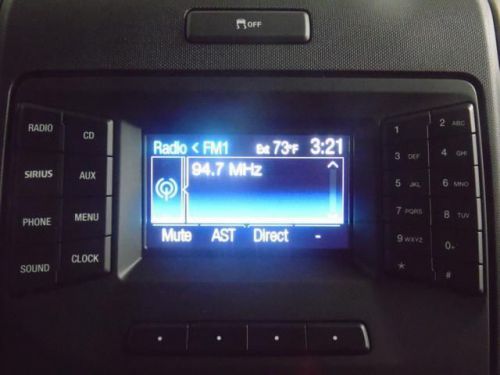 OFF
Radio < FM1 Ext 73°F 3:21
94.7 MHz
Mute AST Direct -
RADIO CD
SIRIUS AUX
PHONE MENU
SOUND CLOCK
1 2 ABC
3 DEF 4 GHI
5 JKL 6 MNO
7 PQRS 8 TUV
9 WXYZ 0+
* #